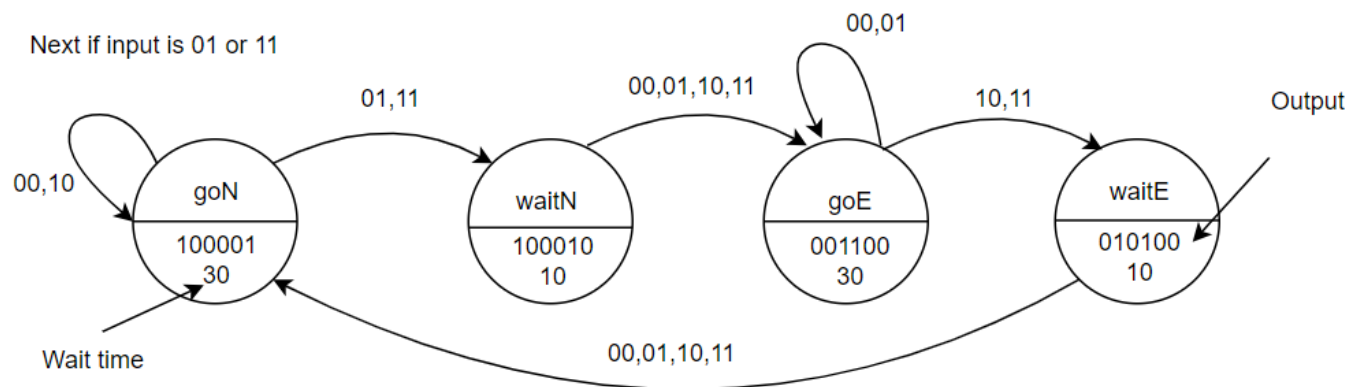 00,01
Next if input is 01 or 11
00,01,10,11
01,11
10,11
Output
00,10
goN
100001
30
waitN
100010
10
goE
001100
30
waitE
010100
10
Wait time
00,01,10,11